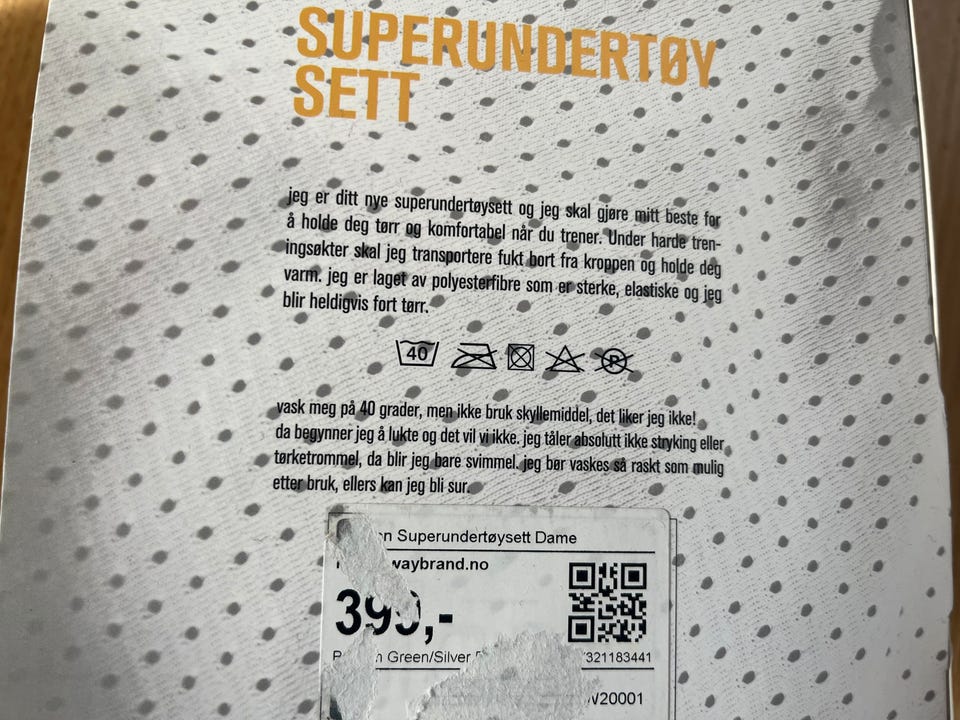 SUPERUNDERTØY
SETT
jeg er ditt nye superundertøysett og jeg skal gjøre mitt beste for
å holde deg tørr og komfortabel når du trener. Under harde tren-
ingsøkter skal jeg transportere fukt bort fra kroppen og holde deg
varm. jeg er laget av polyesterfibre som er sterke, elastiske og jeg
blir heldigvis fort tørr.
40 P
vask meg på 40 grader, men ikke bruk skyllemiddel, det liker jeg ikke!
da begynner jeg å lukte og det vil vi ikke. jeg tåler absolutt ikke stryking eller
tørketrommel, da blir jeg bare svimmel. jeg bør vaskes så raskt som mulig
etter bruk, ellers kan jeg bli sur.
Superundertøysett Dame
waybrand.no
399,-
Green/Silver
321183441
20001